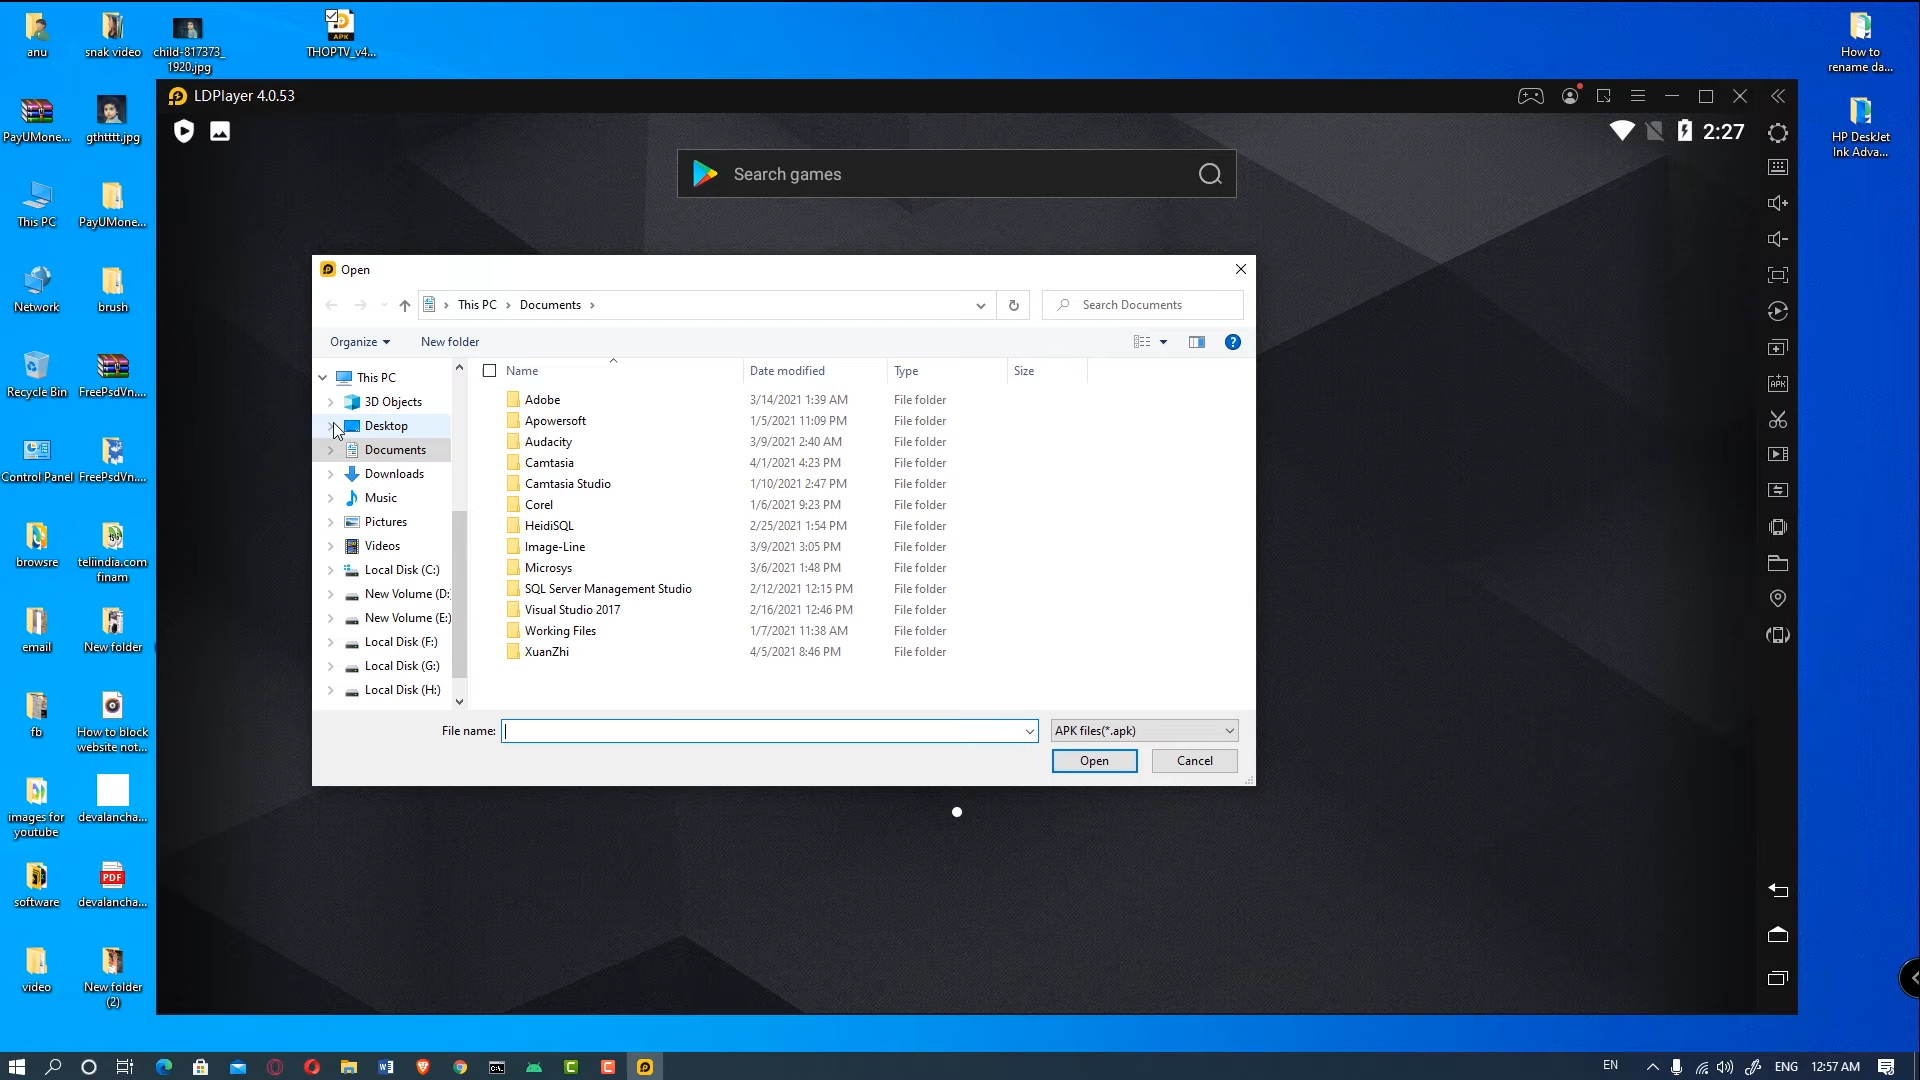 anu
snak video
child-817373_
1920.jpg
THOPTV_v4...
How to
rename da...
PayUMone...
gthtttt.jpg
HP DeskJet
Ink Adva...
This PC
PayUMone...
Network
brush
Recycle Bin
FreePsdVn....
Control Panel
FreePsdVn....
browsre
teliindia.com
finam
email
New folder
fb
How to block
website not...
images for
youtube
devalancha...
PDF
software
devalancha...
video
New folder
(2)
APK
LDPlayer 4.0.53
2:27
Search games
APK
Open
This PC
Documents
Search Documents
Organize
New folder
This PC
3D Objects
Desktop
Documents
Downloads
Music
Pictures
Videos
Local Disk (C:)
New Volume (D:
New Volume (E:)
Local Disk (F:)
Local Disk (G:)
Local Disk (H:)
Name Date modified Type Size
Adobe 3/14/2021 1:39 AM File folder
Apowersoft 1/5/2021 11:09 PM File folder
Audacity 3/9/2021 2:40 AM File folder
Camtasia 4/1/2021 4:23 PM File folder
Camtasia Studio 1/10/2021 2:47 PM File folder
Corel 1/6/2021 9:23 PM File folder
HeidiSQL 2/25/2021 1:54 PM File folder
Image-Line 3/9/2021 3:05 PM File folder
Microsys 3/6/2021 1:48 PM File folder
SQL Server Management Studio 2/12/2021 12:15 PM File folder
Visual Studio 2017 2/16/2021 12:46 PM File folder
Working Files 1/7/2021 11:38 AM File folder
XuanZhi 4/5/2021 8:46 PM File folder
File name:
APK files(*.apk)
Open
Cancel
EN
ENG
12:57 AM